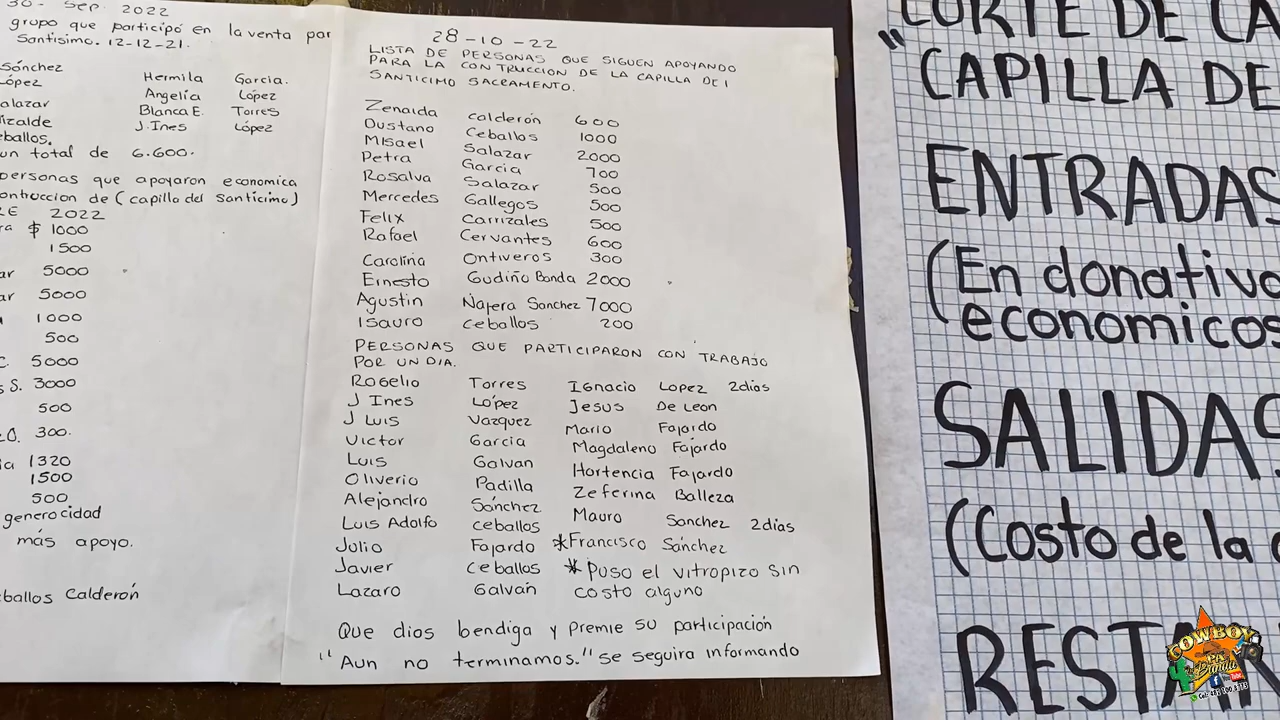 30- Sep. 2022
grupo que participó en la venta par
Santisimo. 12-12-21.
Sánchez
López Hermila Garcia.
alazar Angelia López
lizalde Blanca E. Torres
eballos. J. Ines López
un total de 6.600.
personas que apoyaron economica
ontruccion de (capilla del santicimo)
RE 2022
ra $ 1000
1500
ar 5000
ar 5000
1000
500
C. 5000
s S. 3000
500
O. 300.
ia 1320
1500
500
generocidad
más apoyo.
eballos Calderón
28-10-22
LISTA DE PERSONAS QUE SIGUEN APOYANDO
PARA LA CONTRUCCION DE LA CAPILLA DEl
SANTICIMO SACRAMENTO.
Zenaida calderón 600
Oustano Ceballos 1000
Misael Salazar 2000
Petra Garcia 700
Rosalva Salazar 500
Mercedes Gallegos 500
Felix Carrizales 500
Rafael Cervantes 600
Carolina Ontiveros 300
Ernesto Gudiño Banda 2000
Agustin Najera Sanchez 7000
Isauro ceballos 200
PERSONAS QUE PARTICIPARON CON TRABAJO
POR UN DIA.
Rogelio Torres Ignacio Lopez 2dias
J Ines López Jesus De Leon
J Luis Vazquez Mario Fajardo
Victor Garcia Magdaleno Fajardo
Luis Galvan Hortencia Fajardo
Oliverio Padilla Zeferina Balleza
Alejandro Sánchez Mauro Sanchez 2dias
Luis Adolfo ceballos *Francisco Sánchez
Julio Fajardo * Puso el vitropizo sin
Javier ceballos costo alguno
Lazaro Galván
Que dios bendiga y premie su participación
"Aun no terminamos." se seguira informando
"CORTE DE CA
CAPILLA DE
ENTRADAS
(En donativo
economicos
SALIDAS
(Costo de la
RESTA
COWBOY